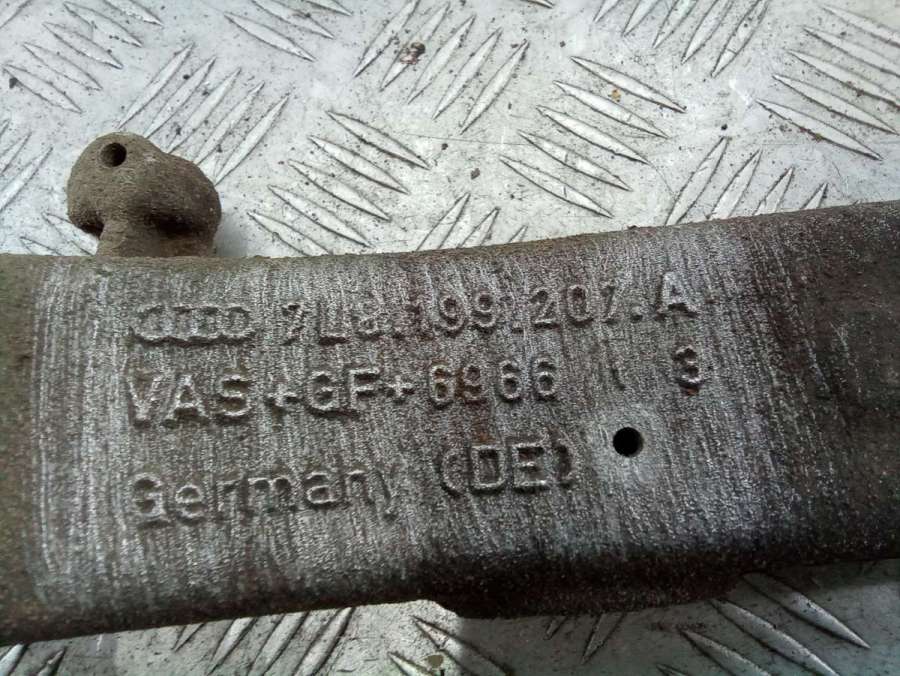 7L8.199.207.A
VAS+GF+6966 3
Germany (DE)